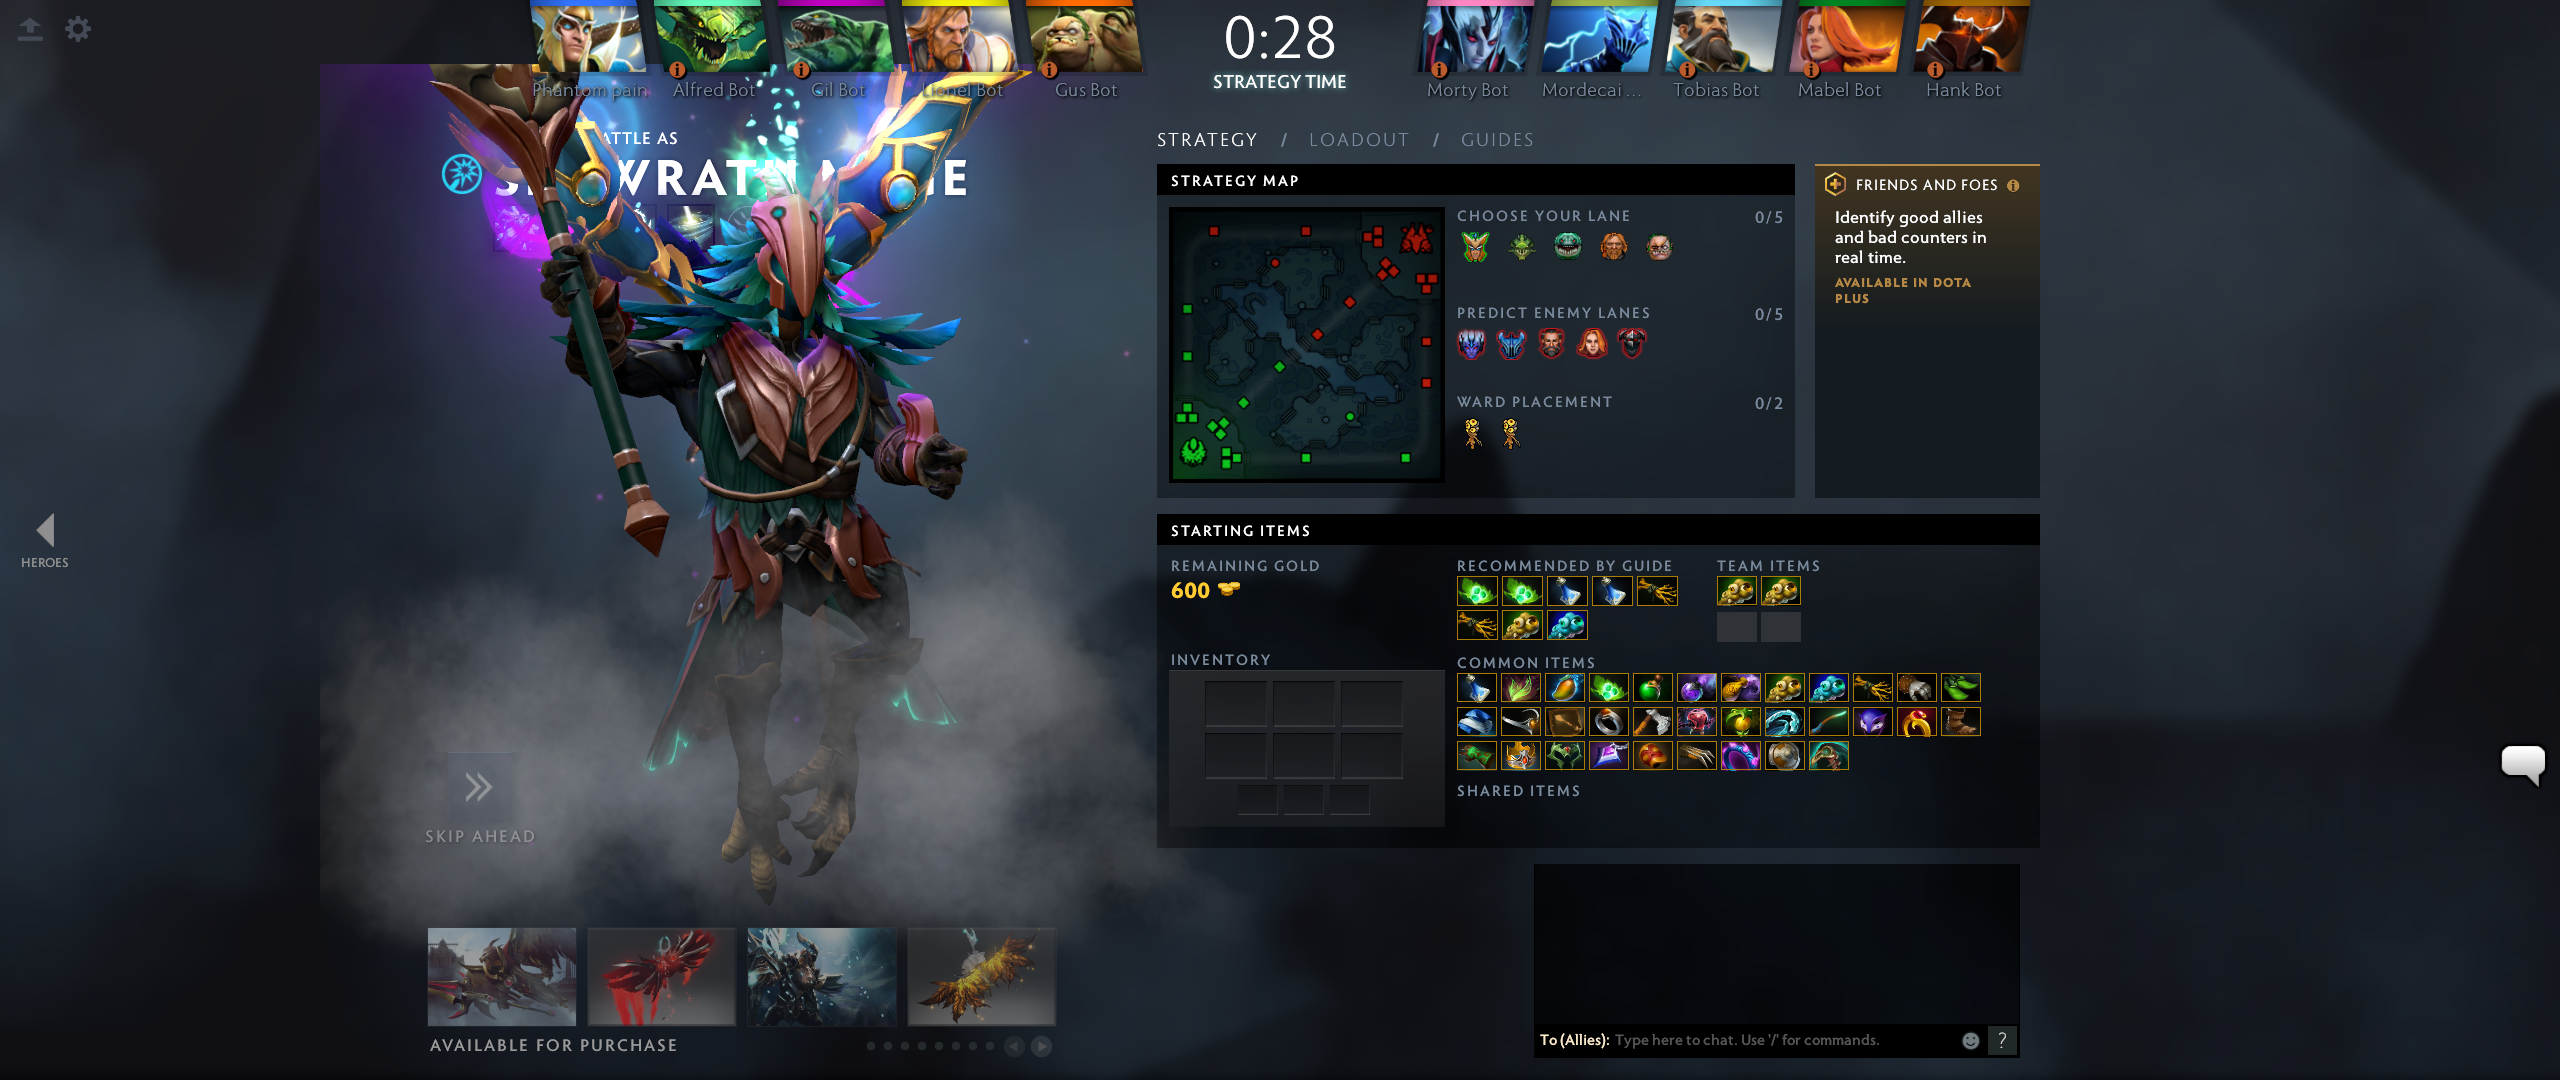 0:28
STRATEGY TIME
Phantom pain
Alfred Bot
Gil Bot
Lionel Bot
Gus Bot
Morty Bot
Mordecai ...
Tobias Bot
Mabel Bot
Hank Bot
STRATEGY / LOADOUT / GUIDES
STRATEGY MAP
CHOOSE YOUR LANE 0/5
PREDICT ENEMY LANES 0/5
WARD PLACEMENT 0/2
FRIENDS AND FOES
Identify good allies
and bad counters in
real time.
AVAILABLE IN DOTA
PLUS
HEROES
STARTING ITEMS
REMAINING GOLD
600
RECOMMENDED BY GUIDE
TEAM ITEMS
INVENTORY
COMMON ITEMS
SHARED ITEMS
SKIP AHEAD
AVAILABLE FOR PURCHASE
To (Allies): Type here to chat. Use '/' for commands.
?